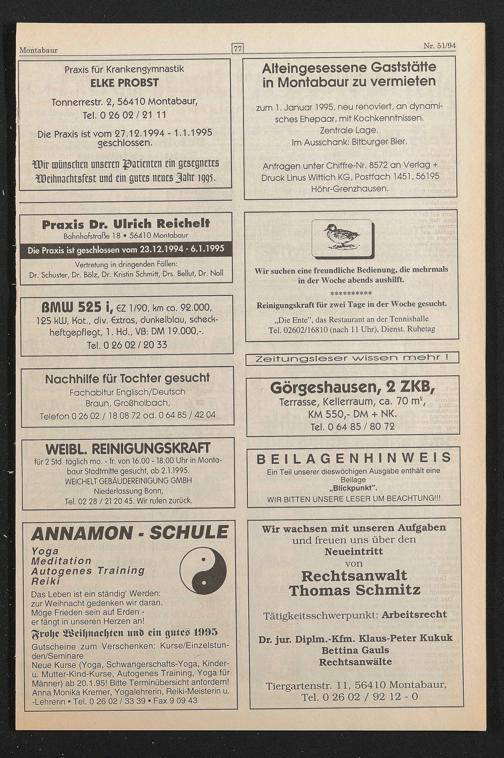 Montabaur
77
Nr. 51/94
Praxis für Krankengymnastik
ELKE PROBST
Tonnerrestr. 2, 56410 Montabaur,
Tel. 0 26 02 / 21 11
Die Praxis ist vom 27.12.1994 - 1.1.1995
geschlossen.
Wir wünschen unseren Patienten ein gesegnetes
Weihnachtsfest und ein gutes neues Jahr 1995.
Praxis Dr. Ulrich Reichelt
Bahnhofstraße 18 • 56410 Montabaur
Die Praxis ist geschlossen vom 23.12.1994 - 6.1.1995
Vertretung in dringenden Fällen:
Dr. Schuster, Dr. Bölz, Dr. Kristin Schmitt, Drs. Bellut, Dr. Noll
BMW 525 i, EZ 1/90, km ca. 92.000,
125 kW, Kat., div. Extras, dunkelblau, scheck-
heftgepflegt, 1. Hd., VB: DM 19.000,-.
Tel. 0 26 02 / 20 33
Nachhilfe für Tochter gesucht
Fachabitur Englisch/Deutsch
Braun, Großholbach,
Telefon 0 26 02 / 18 08 72 od. 0 64 85 / 42 04
WEIBL. REINIGUNGSKRAFT
für 2 Std. täglich mo. - fr. von 16.00 - 18.00 Uhr in Monta-
baur Stadtmitte gesucht, ab 2.1.1995.
WEICHELT GEBÄUDEREINIGUNG GMBH
Niederlassung Bonn,
Tel. 02 28 / 21 20 45. Wir rufen zurück.
ANNAMON - SCHULE
Yoga
Meditation
Autogenes Training
Reiki
Das Leben ist ein ständig' Werden:
zur Weihnacht gedenken wir daran.
Möge Frieden sein auf Erden -
er fängt in unseren Herzen an!
Frohe Weihnachten und ein gutes 1995
Gutscheine zum Verschenken: Kurse/Einzelstun-
den/Seminare
Neue Kurse (Yoga, Schwangerschafts-Yoga, Kinder-
u. Mutter-Kind-Kurse, Autogenes Training, Yoga für
Männer) ab 20.1.95! Bitte Terminübersicht anfordern!
Anna Monika Kremer, Yogalehrerin, Reiki-Meisterin u.
-Lehrerin • Tel. 0 26 02 / 33 39 • Fax 9 09 43
Alteingesessene Gaststätte
in Montabaur zu vermieten
zum 1. Januar 1995, neu renoviert, an dynami-
sches Ehepaar, mit Kochkenntnissen.
Zentrale Lage.
Im Ausschank: Bitburger Bier.
Anfragen unter Chiffre-Nr. 8572 an Verlag +
Druck Linus Wittich KG, Postfach 1451, 56195
Höhr-Grenzhausen.
Wir suchen eine freundliche Bedienung, die mehrmals
in der Woche abends aushilft.
**********
Reinigungskraft für zwei Tage in der Woche gesucht.
„Die Ente", das Restaurant an der Tennishalle
Tel. 02602/16810 (nach 11 Uhr), Dienst. Ruhetag
Zeitungsleser wissen mehr !
Görgeshausen, 2 ZKB,
Terrasse, Kellerraum, ca. 70 m²,
KM 550,- DM + NK.
Tel. 0 64 85 / 80 72
BEILAGENHINWEIS
Ein Teil unserer dieswöchigen Ausgabe enthält eine
Beilage
„Blickpunkt".
WIR BITTEN UNSERE LESER UM BEACHTUNG!!!
Wir wachsen mit unseren Aufgaben
und freuen uns über den
Neueintritt
von
Rechtsanwalt
Thomas Schmitz
Tätigkeitsschwerpunkt: Arbeitsrecht
Dr. jur. Diplm.-Kfm. Klaus-Peter Kukuk
Bettina Gauls
Rechtsanwälte
Tiergartenstr. 11, 56410 Montabaur,
Tel. 0 26 02 / 92 12 - 0